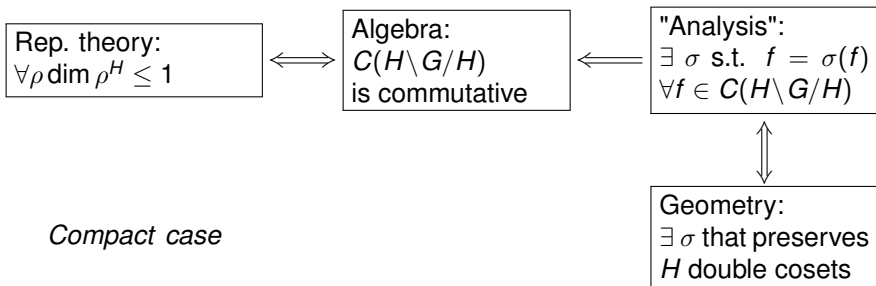 Rep. theory:
∀ρ dim ρ^H ≤ 1
⟺
Algebra:
C(H\G/H)
is commutative
⟸
"Analysis":
∃ σ s.t. f = σ(f)
∀f ∈ C(H\G/H)
⇕
Geometry:
∃ σ that preserves
H double cosets
Compact case